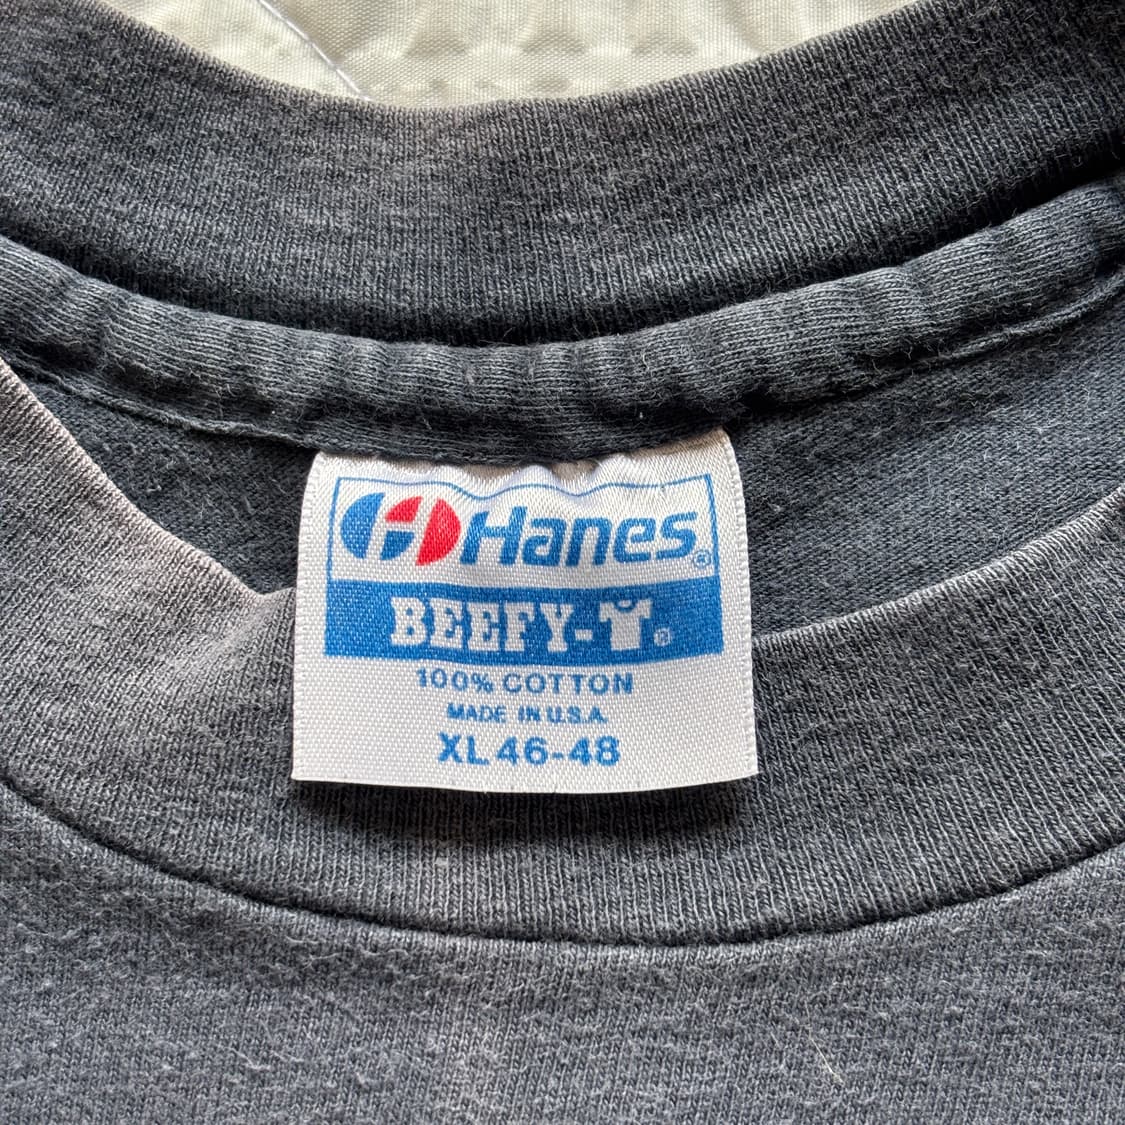 Hanes®
BEEFY-T®
100% COTTON
MADE IN U.S.A.
XL 46-48